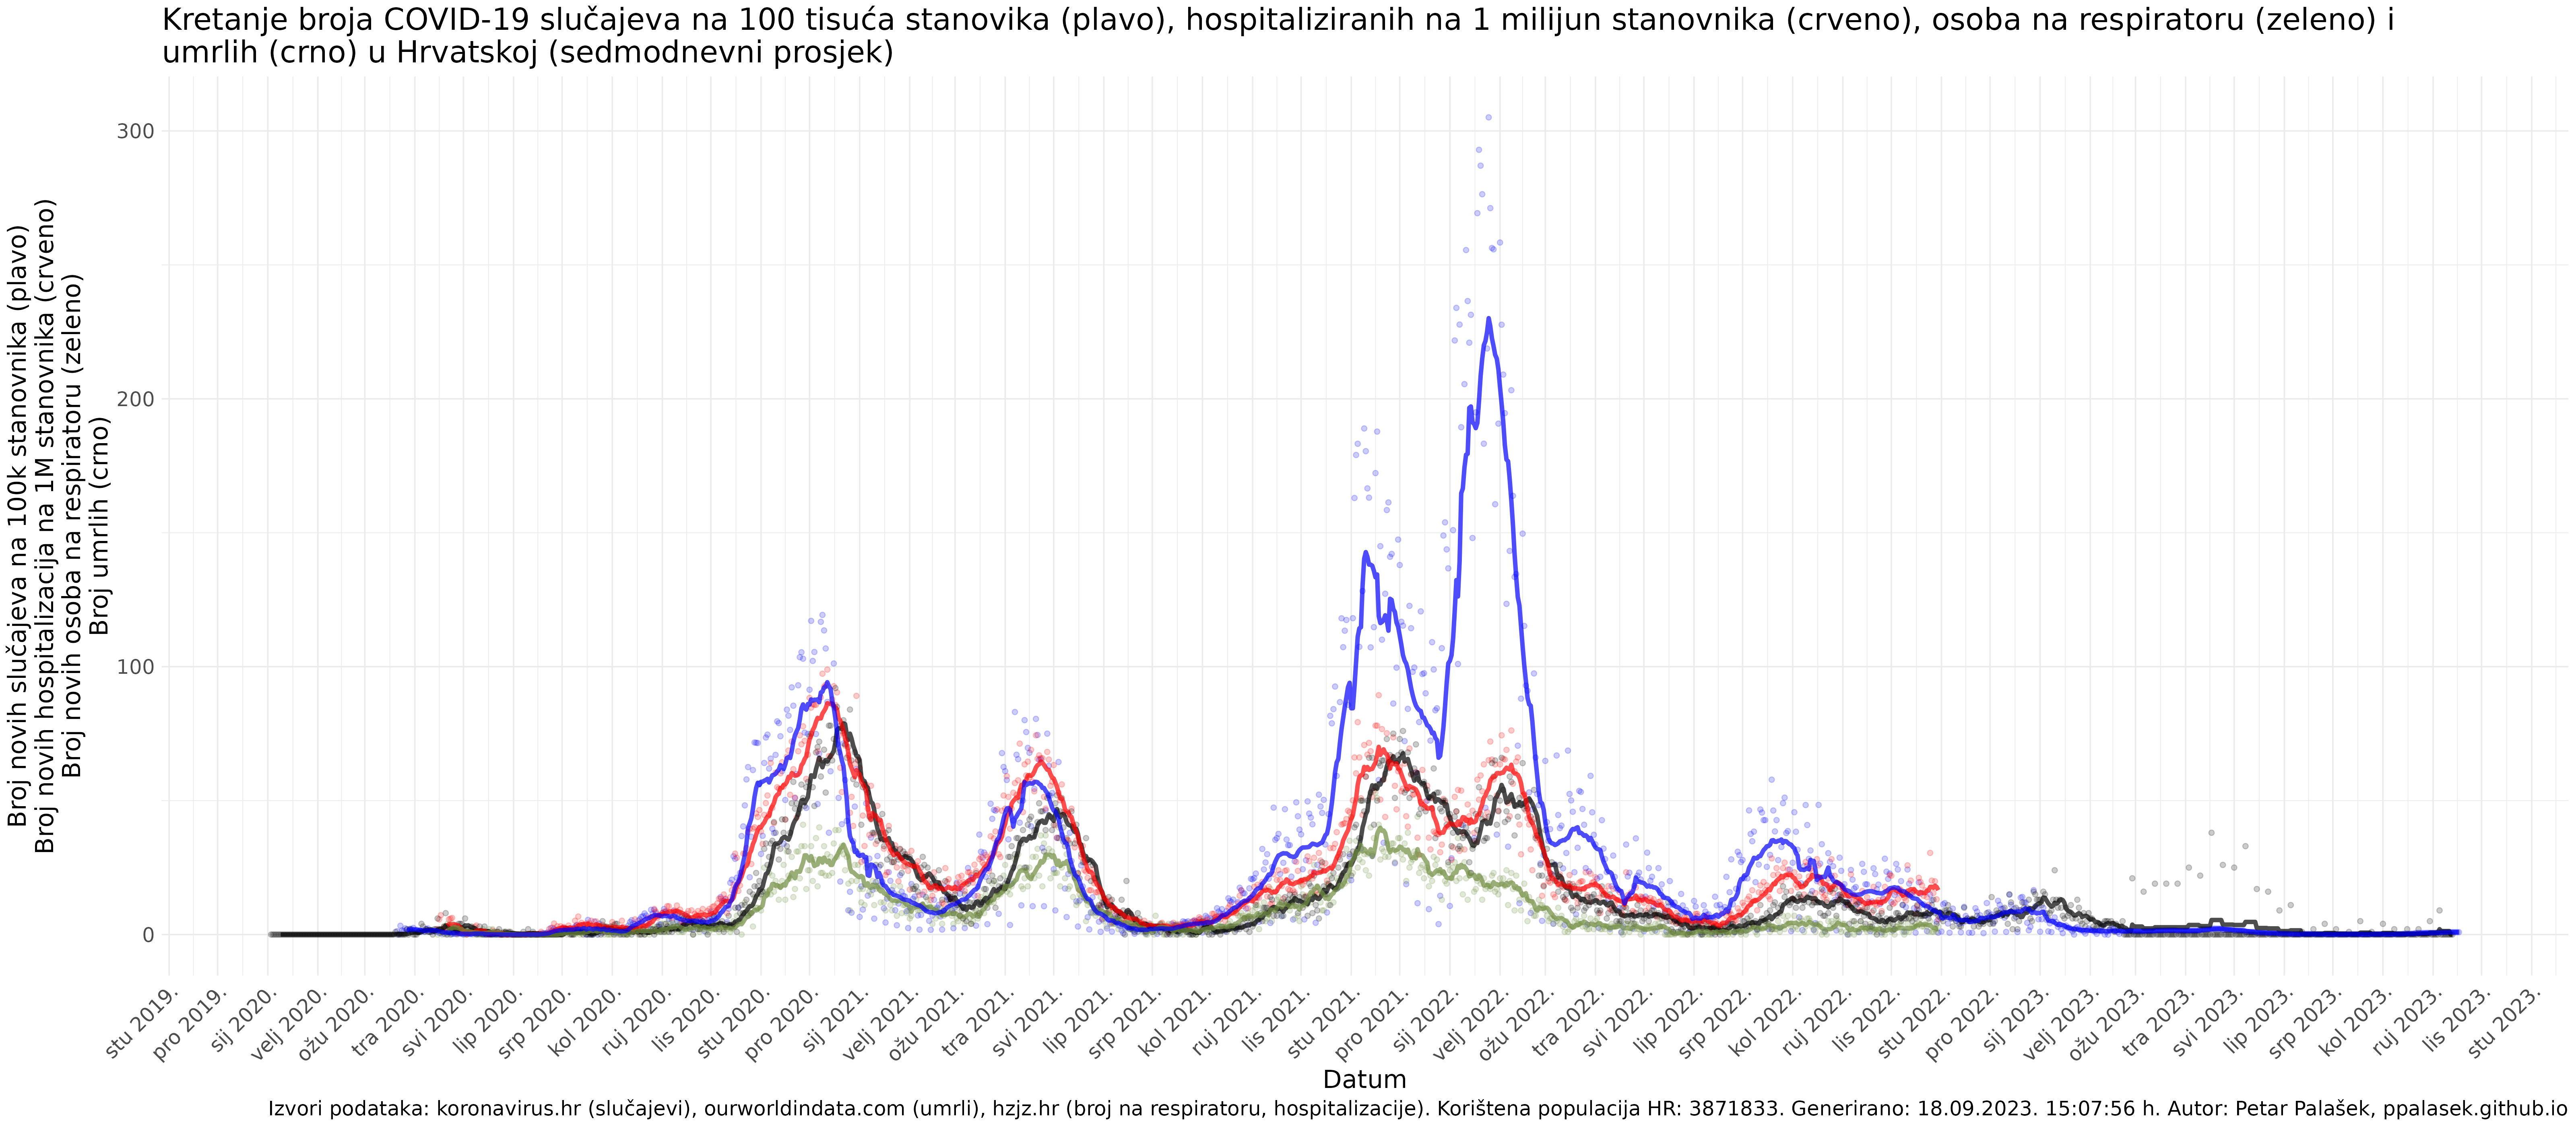 Kretanje broja COVID-19 slučajeva na 100 tisuća stanovika (plavo), hospitaliziranih na 1 milijun stanovnika (crveno), osoba na respiratoru (zeleno) i
umrlih (crno) u Hrvatskoj (sedmodnevni prosjek)
Broj novih slučajeva na 100k stanovnika (plavo)
Broj novih hospitalizacija na 1M stanovnika (crveno)
Broj novih osoba na respiratoru (zeleno)
Broj umrlih (crno)
300
200
100
0
stu 2019.
pro 2019.
sij 2020.
velj 2020.
ožu 2020.
tra 2020.
svi 2020.
lip 2020.
srp 2020.
kol 2020.
ruj 2020.
lis 2020.
stu 2020.
pro 2020.
sij 2021.
velj 2021.
ožu 2021.
tra 2021.
svi 2021.
lip 2021.
srp 2021.
kol 2021.
ruj 2021.
lis 2021.
stu 2021.
pro 2021.
sij 2022.
velj 2022.
ožu 2022.
tra 2022.
svi 2022.
lip 2022.
srp 2022.
kol 2022.
ruj 2022.
lis 2022.
stu 2022.
pro 2022.
sij 2023.
velj 2023.
ožu 2023.
tra 2023.
svi 2023.
lip 2023.
srp 2023.
kol 2023.
ruj 2023.
lis 2023.
stu 2023.
Datum
Izvori podataka: koronavirus.hr (slučajevi), ourworldindata.com (umrli), hzjz.hr (broj na respiratoru, hospitalizacije). Korištena populacija HR: 3871833. Generirano: 18.09.2023. 15:07:56 h. Autor: Petar Palašek, ppalasek.github.io